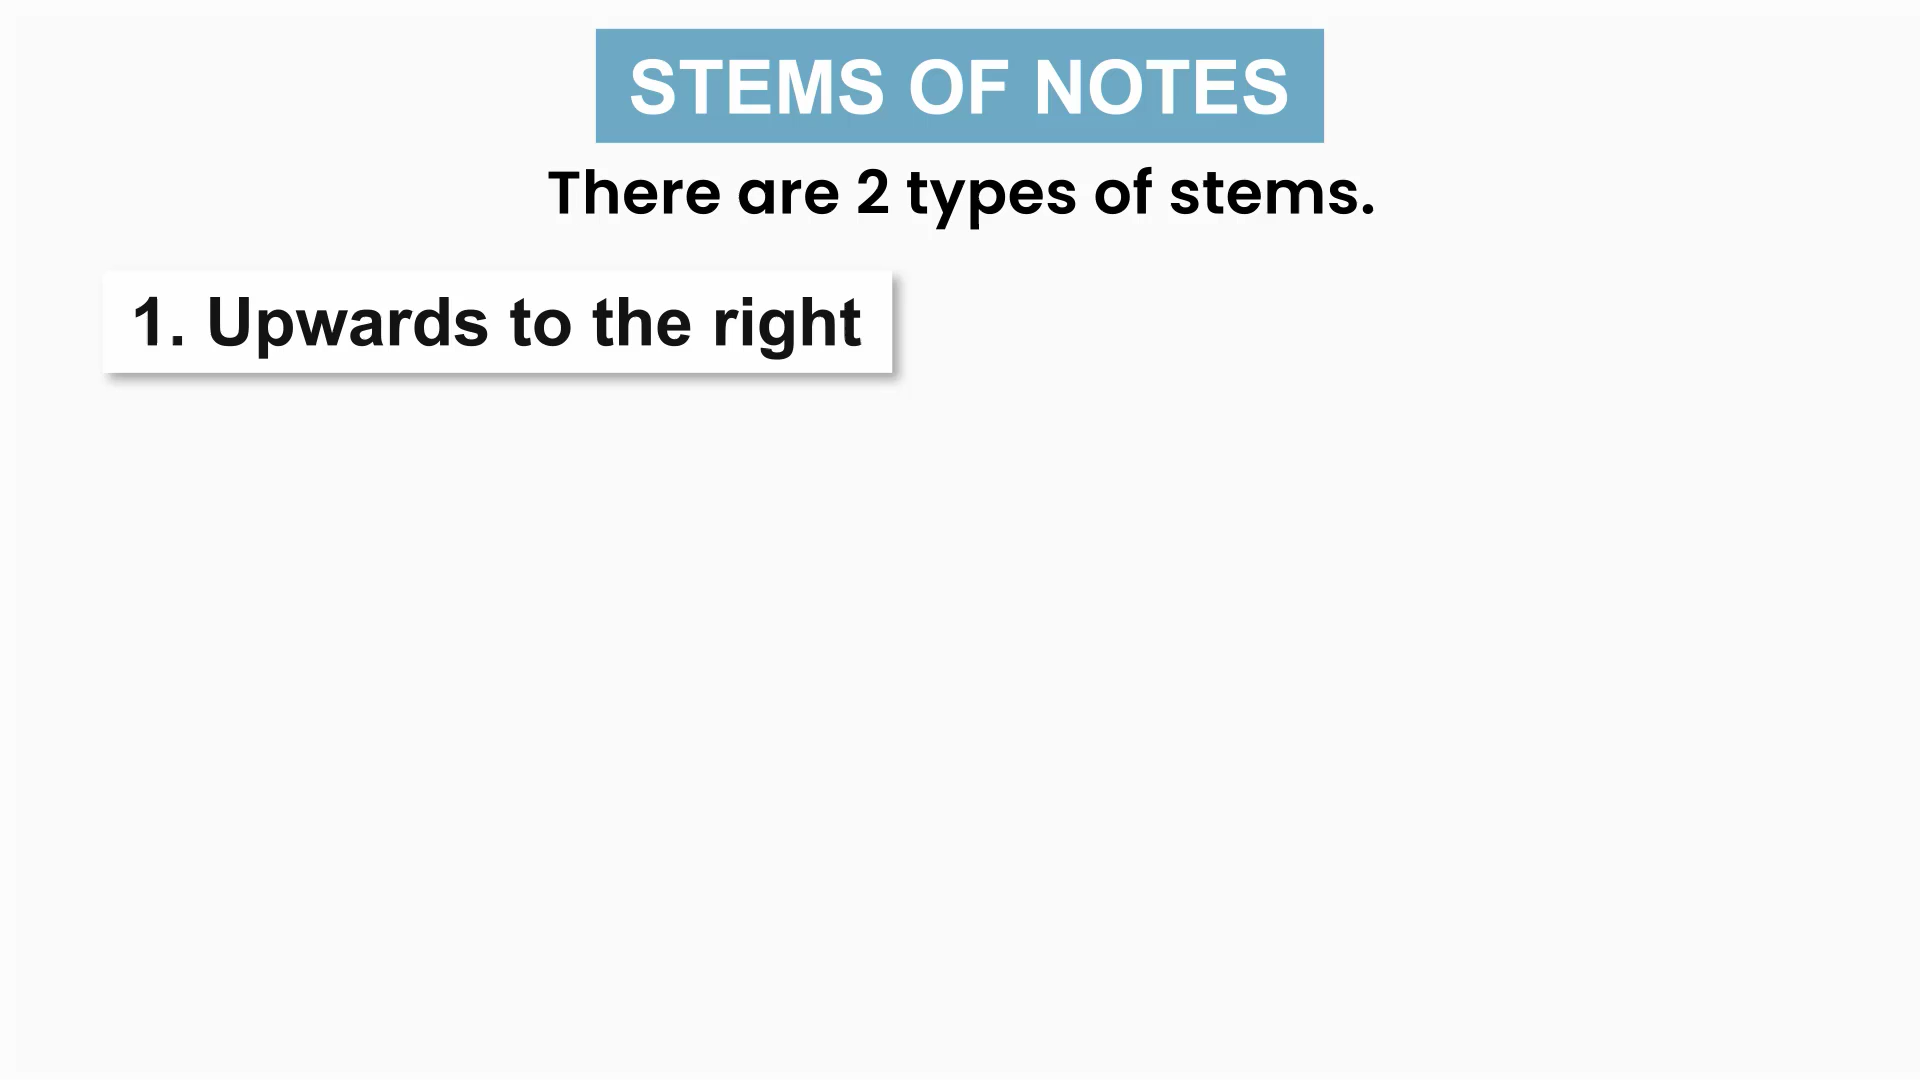 STEMS OF NOTES
There are 2 types of stems.
1. Upwards to the right